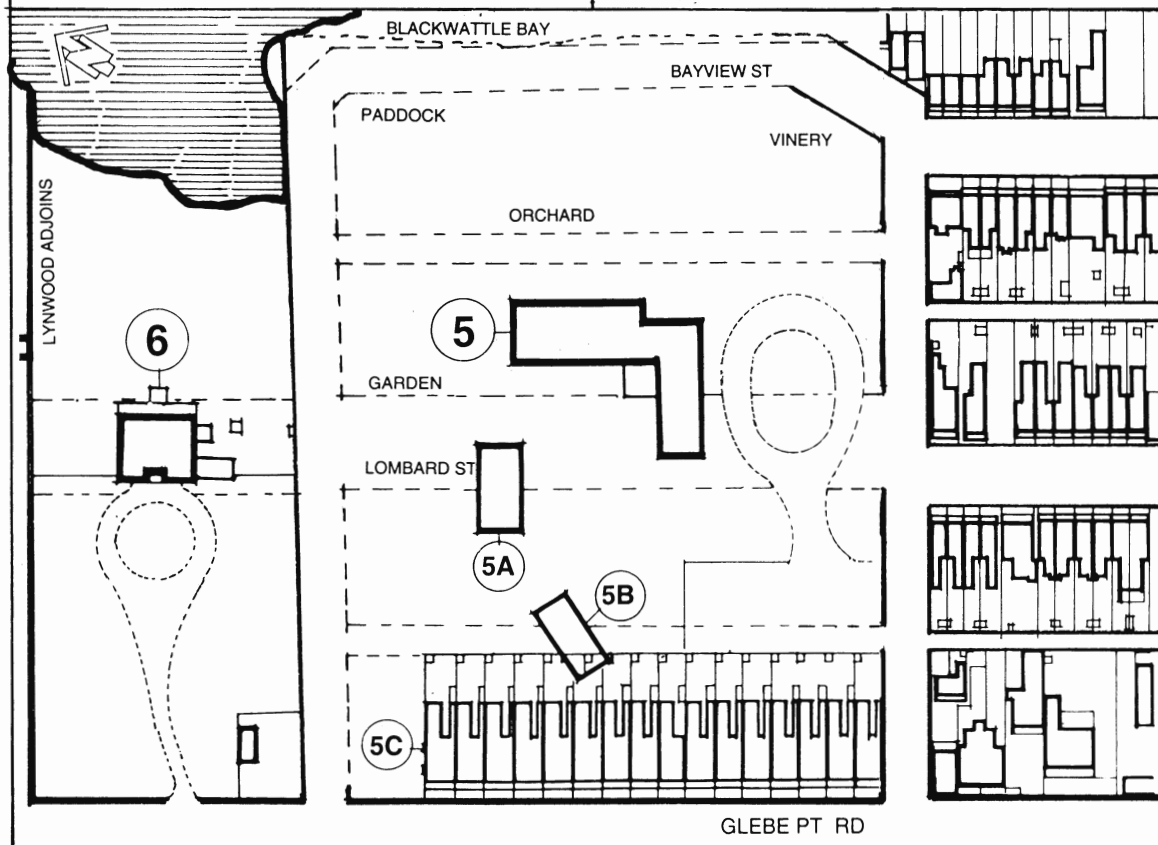 BLACKWATTLE BAY
N
BAYVIEW ST
PADDOCK
VINERY
LYNWOOD ADJOINS
ORCHARD
5
6
GARDEN
LOMBARD ST
5A
5B
5C
GLEBE PT RD